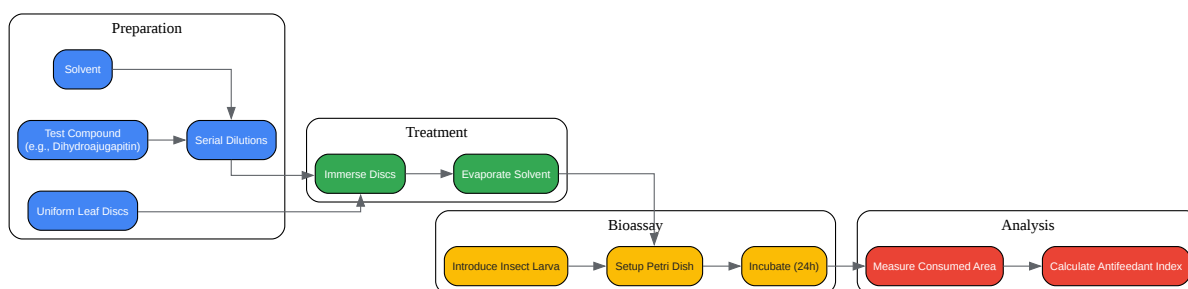 Preparation
Solvent
Test Compound
(e.g., Dihydroajugapitin)
Serial Dilutions
Uniform Leaf Discs
Treatment
Immerse Discs
Evaporate Solvent
Bioassay
Introduce Insect Larva
Setup Petri Dish
Incubate (24h)
Analysis
Measure Consumed Area
Calculate Antifeedant Index